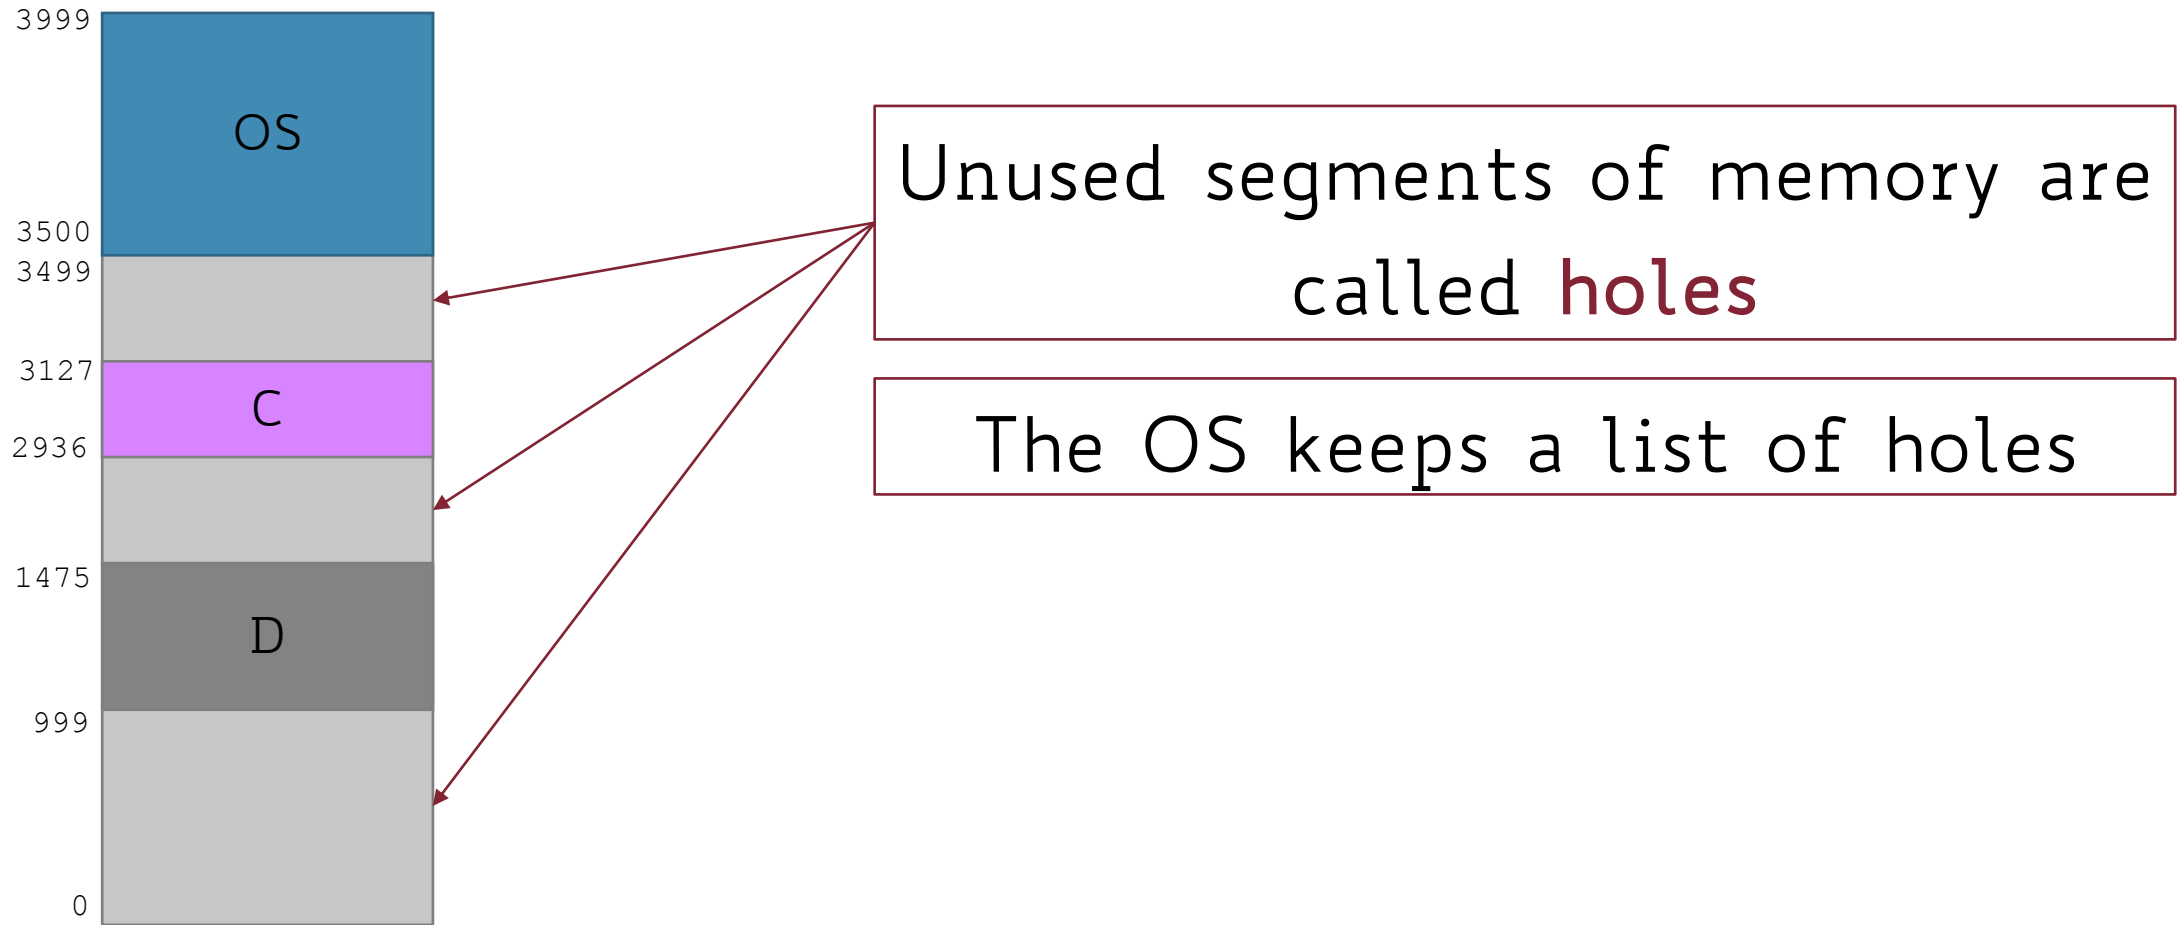 3999
OS
3500
3499
3127
C
2936
1475
D
999
0
Unused segments of memory are
called holes
The OS keeps a list of holes